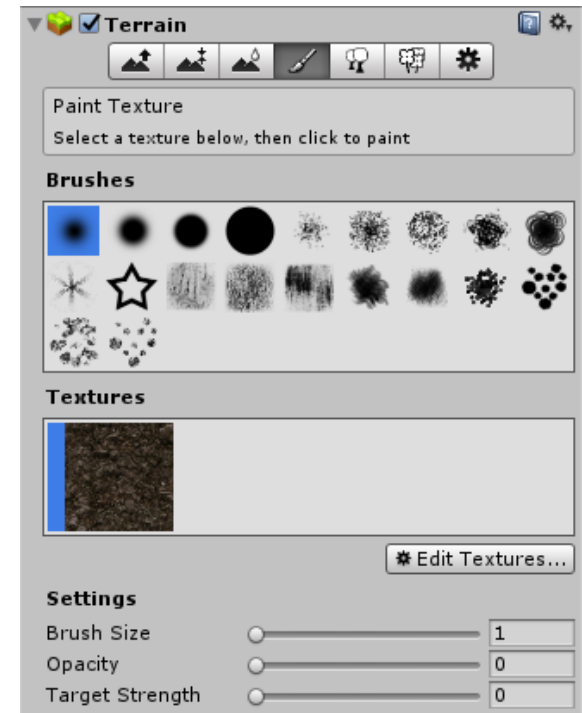 Terrain
Paint Texture
Select a texture below, then click to paint
Brushes
Textures
Edit Textures...
Settings
Brush Size 1
Opacity 0
Target Strength 0